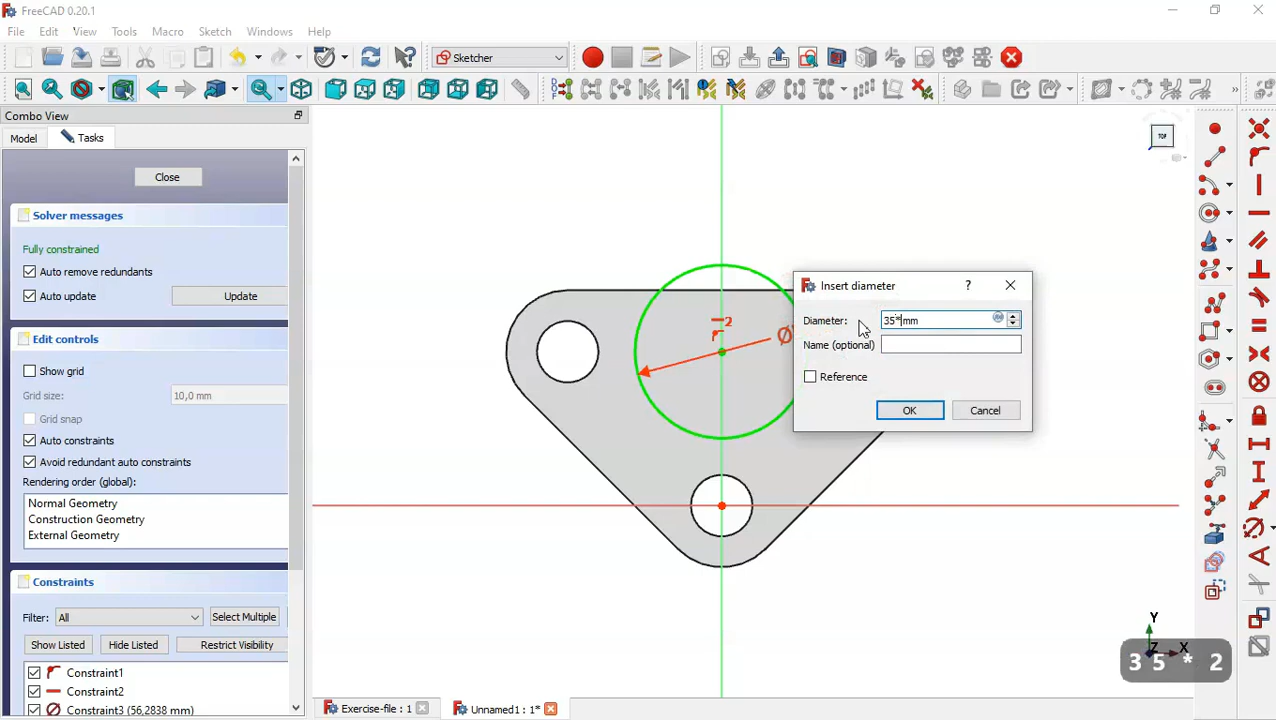 FreeCAD 0.20.1
File Edit View Tools Macro Sketch Windows Help
Sketcher
Combo View
Model Tasks
TOP
Close
Solver messages
Fully constrained
Auto remove redundants
Auto update Update
Edit controls
Show grid
Grid size: 10,0 mm
Grid snap
Auto constraints
Avoid redundant auto constraints
Rendering order (global):
Normal Geometry
Construction Geometry
External Geometry
Constraints
Filter: All Select Multiple
Show Listed Hide Listed Restrict Visibility
Constraint1
Constraint2
Constraint3 (56,2838 mm)
2
Ø
Insert diameter ?
Diameter: 35*mm
Name (optional)
Reference
OK Cancel
Y
Z X
3 5 * 2
Exercise-file : 1 Unnamed1 : 1*